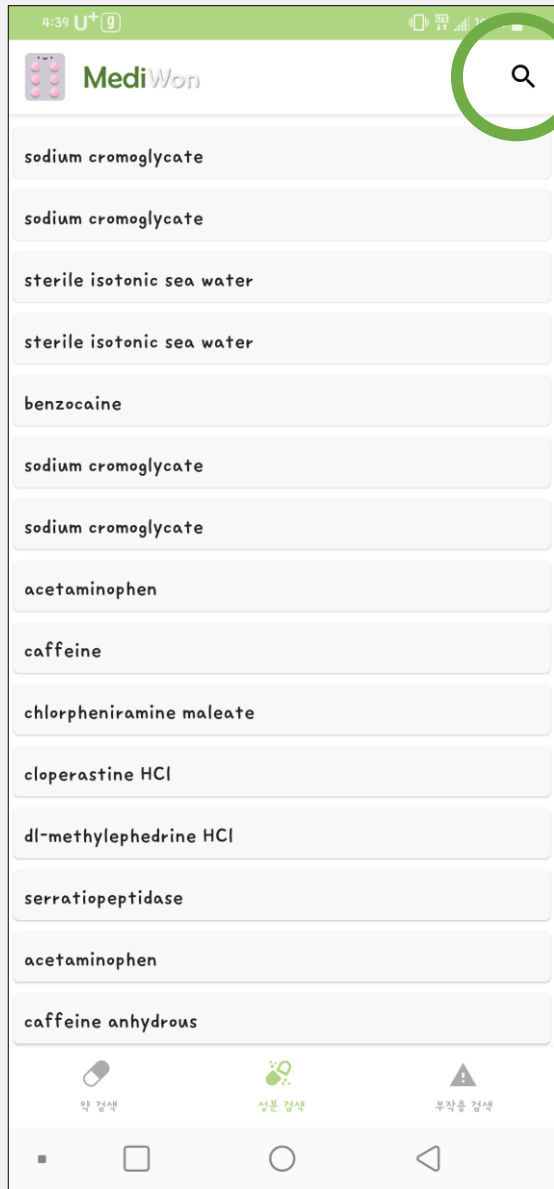 4:39 U+ g
MediWon
sodium cromoglycate
sodium cromoglycate
sterile isotonic sea water
sterile isotonic sea water
benzocaine
sodium cromoglycate
sodium cromoglycate
acetaminophen
caffeine
chlorpheniramine maleate
cloperastine HCl
dl-methylephedrine HCl
serratiopeptidase
acetaminophen
caffeine anhydrous
약 검색 성분 검색 부작용 검색